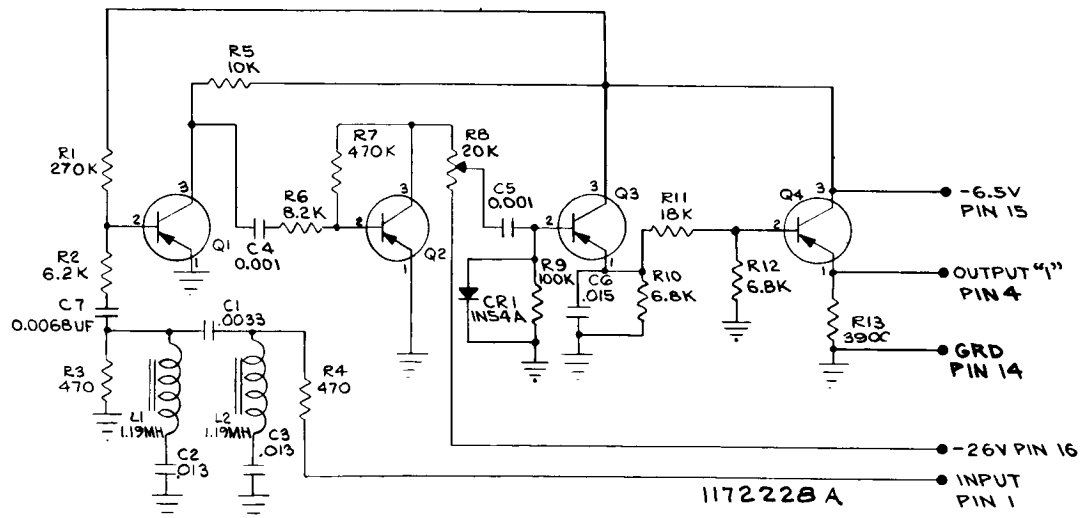 R5
10K
R1
270K
3
2
1
Q1
R2
6.2K
C7
0.0068UF
R3
470
C1
.0033
L1
1.19MH
L2
1.19MH
C2
.013
C3
.013
R4
470
C4
0.001
R6
8.2K
R7
470K
3
2
1
Q2
R8
20K
C5
0.001
3
2
1
Q3
CR1
1N54A
R9
100K
C6
.015
R10
6.8K
R11
18K
R12
6.8K
Q4
3
2
1
R13
-6.5V
PIN 15
OUTPUT "1"
PIN 4
GRD
PIN 14
-26V PIN 16
INPUT
PIN 1
1172228 A